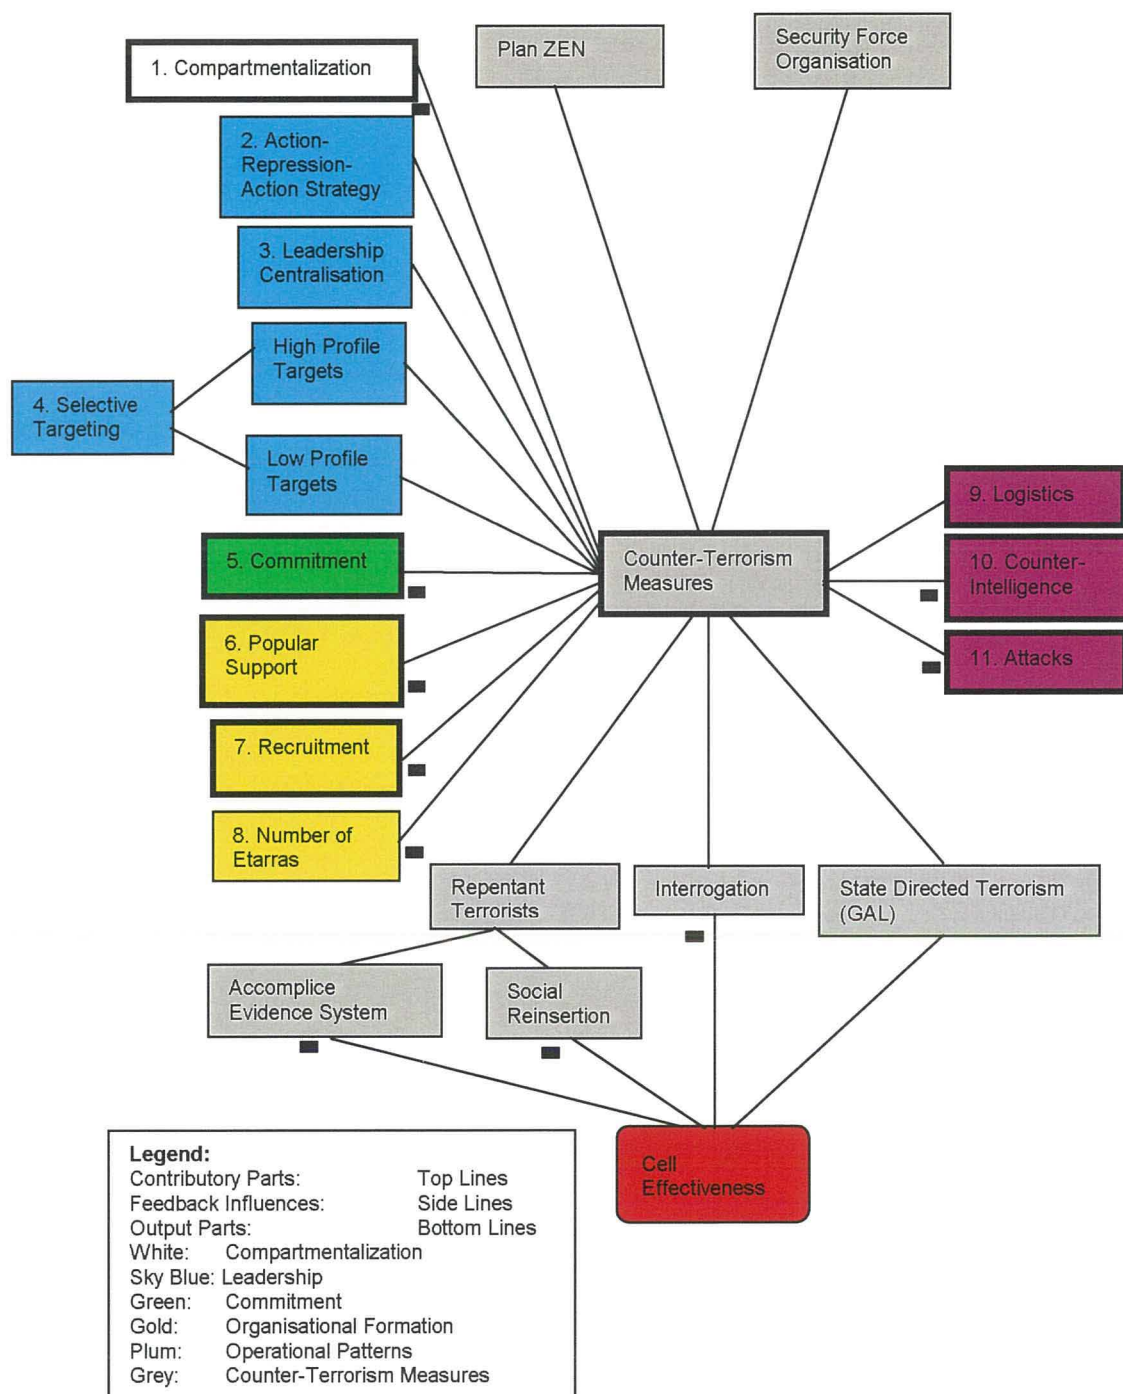 Plan ZEN
Security Force
Organisation
1. Compartmentalization
2. Action-
Repression-
Action Strategy
3. Leadership
Centralisation
High Profile
Targets
4. Selective
Targeting
Low Profile
Targets
5. Commitment
6. Popular
Support
7. Recruitment
8. Number of
Etarras
Counter-Terrorism
Measures
9. Logistics
10. Counter-
Intelligence
11. Attacks
Repentant
Terrorists
Interrogation
State Directed Terrorism
(GAL)
Accomplice
Evidence System
Social
Reinsertion
Cell
Effectiveness
Legend:
Contributory Parts: Top Lines
Feedback Influences: Side Lines
Output Parts: Bottom Lines
White: Compartmentalization
Sky Blue: Leadership
Green: Commitment
Gold: Organisational Formation
Plum: Operational Patterns
Grey: Counter-Terrorism Measures